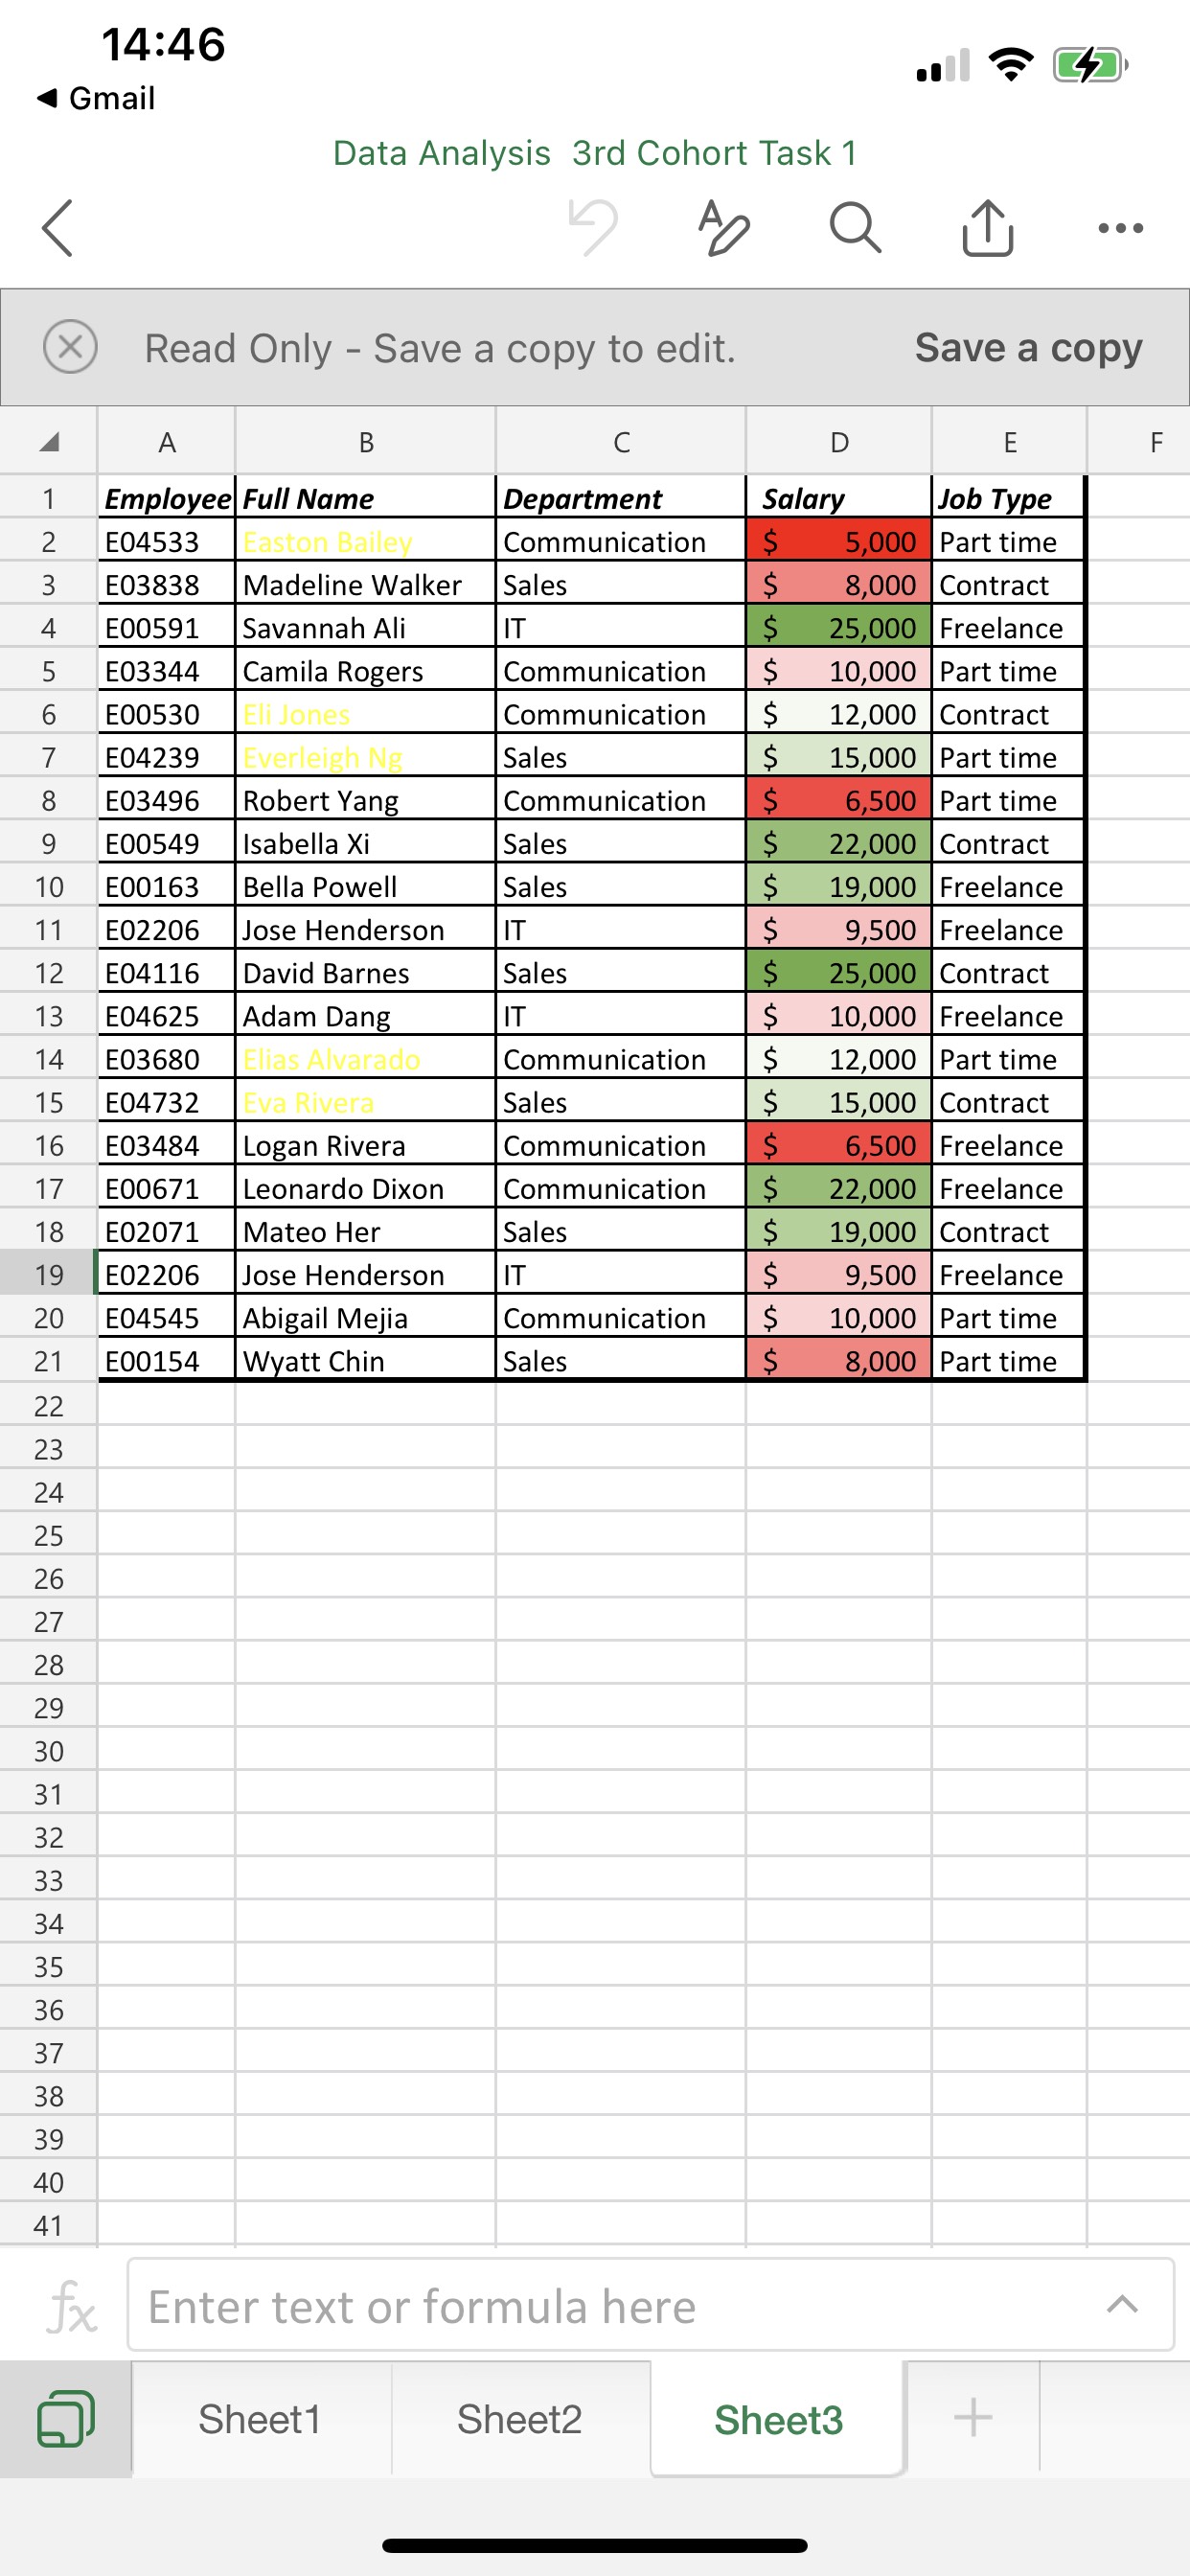 14:46
Gmail
Data Analysis 3rd Cohort Task 1
Read Only - Save a copy to edit. Save a copy
A B C D E F
1 Employee Full Name Department Salary Job Type
2 E04533 Easton Bailey Communication $ 5,000 Part time
3 E03838 Madeline Walker Sales $ 8,000 Contract
4 E00591 Savannah Ali IT $ 25,000 Freelance
5 E03344 Camila Rogers Communication $ 10,000 Part time
6 E00530 Eli Jones Communication $ 12,000 Contract
7 E04239 Everleigh Ng Sales $ 15,000 Part time
8 E03496 Robert Yang Communication $ 6,500 Part time
9 E00549 Isabella Xi Sales $ 22,000 Contract
10 E00163 Bella Powell Sales $ 19,000 Freelance
11 E02206 Jose Henderson IT $ 9,500 Freelance
12 E04116 David Barnes Sales $ 25,000 Contract
13 E04625 Adam Dang IT $ 10,000 Freelance
14 E03680 Elias Alvarado Communication $ 12,000 Part time
15 E04732 Eva Rivera Sales $ 15,000 Contract
16 E03484 Logan Rivera Communication $ 6,500 Freelance
17 E00671 Leonardo Dixon Communication $ 22,000 Freelance
18 E02071 Mateo Her Sales $ 19,000 Contract
19 E02206 Jose Henderson IT $ 9,500 Freelance
20 E04545 Abigail Mejia Communication $ 10,000 Part time
21 E00154 Wyatt Chin Sales $ 8,000 Part time
22
23
24
25
26
27
28
29
30
31
32
33
34
35
36
37
38
39
40
41
fx Enter text or formula here
Sheet1 Sheet2 Sheet3 +